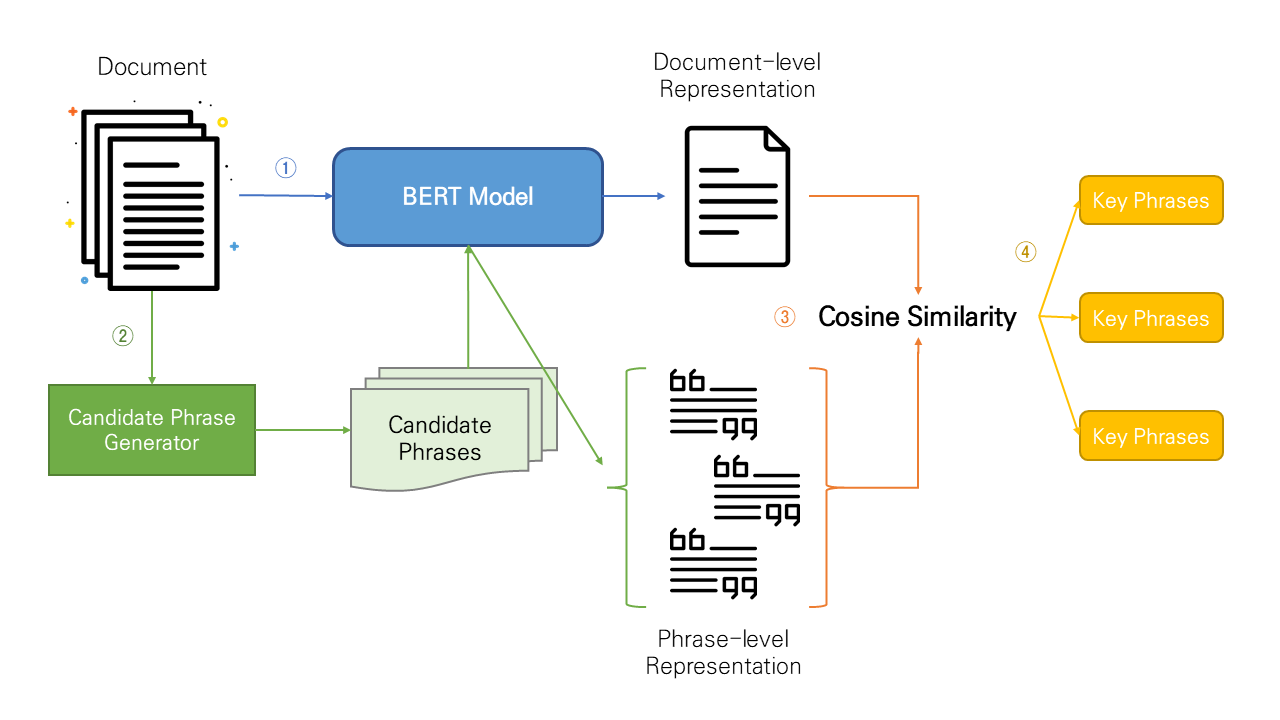 Document
Document-level
Representation
①
BERT Model
Key Phrases
④
②
③
Cosine Similarity
Key Phrases
Candidate Phrase
Generator
Candidate
Phrases
Key Phrases
Phrase-level
Representation